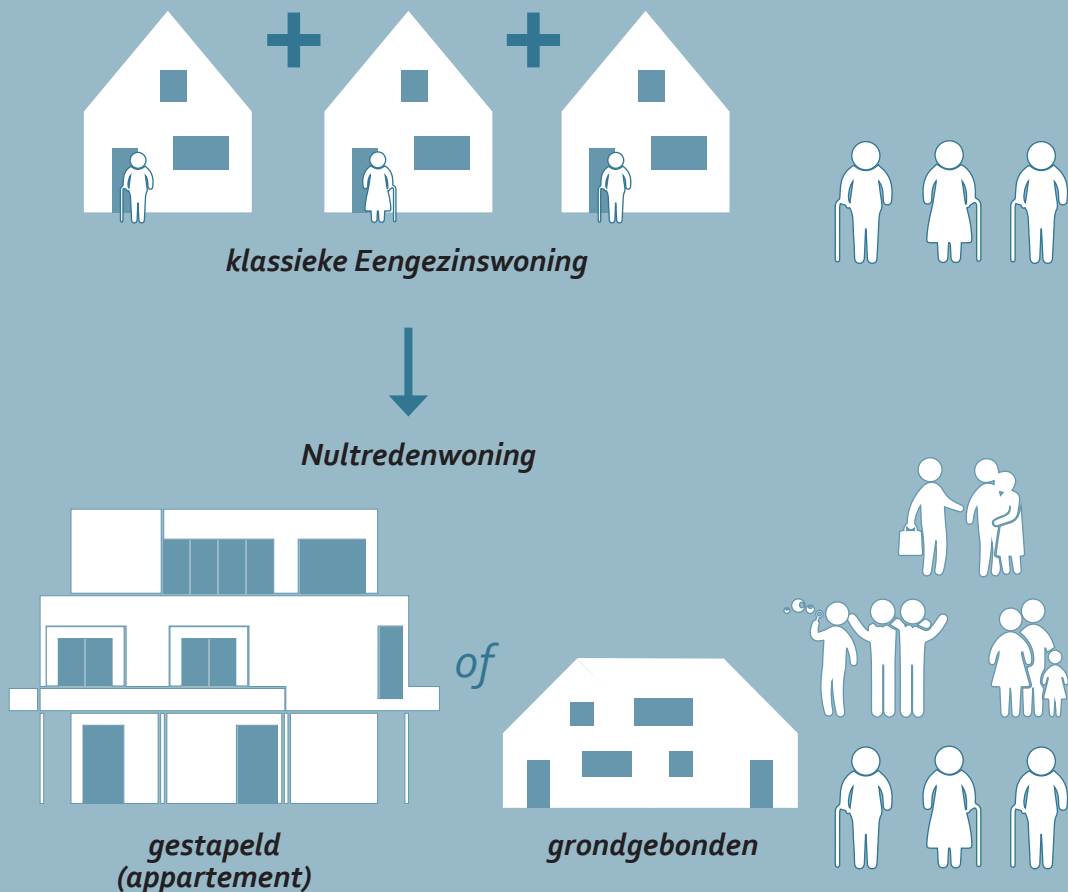 klassieke Eengezinswoning
Nultredenwoning
of
gestapeld
(appartement)
grondgebonden